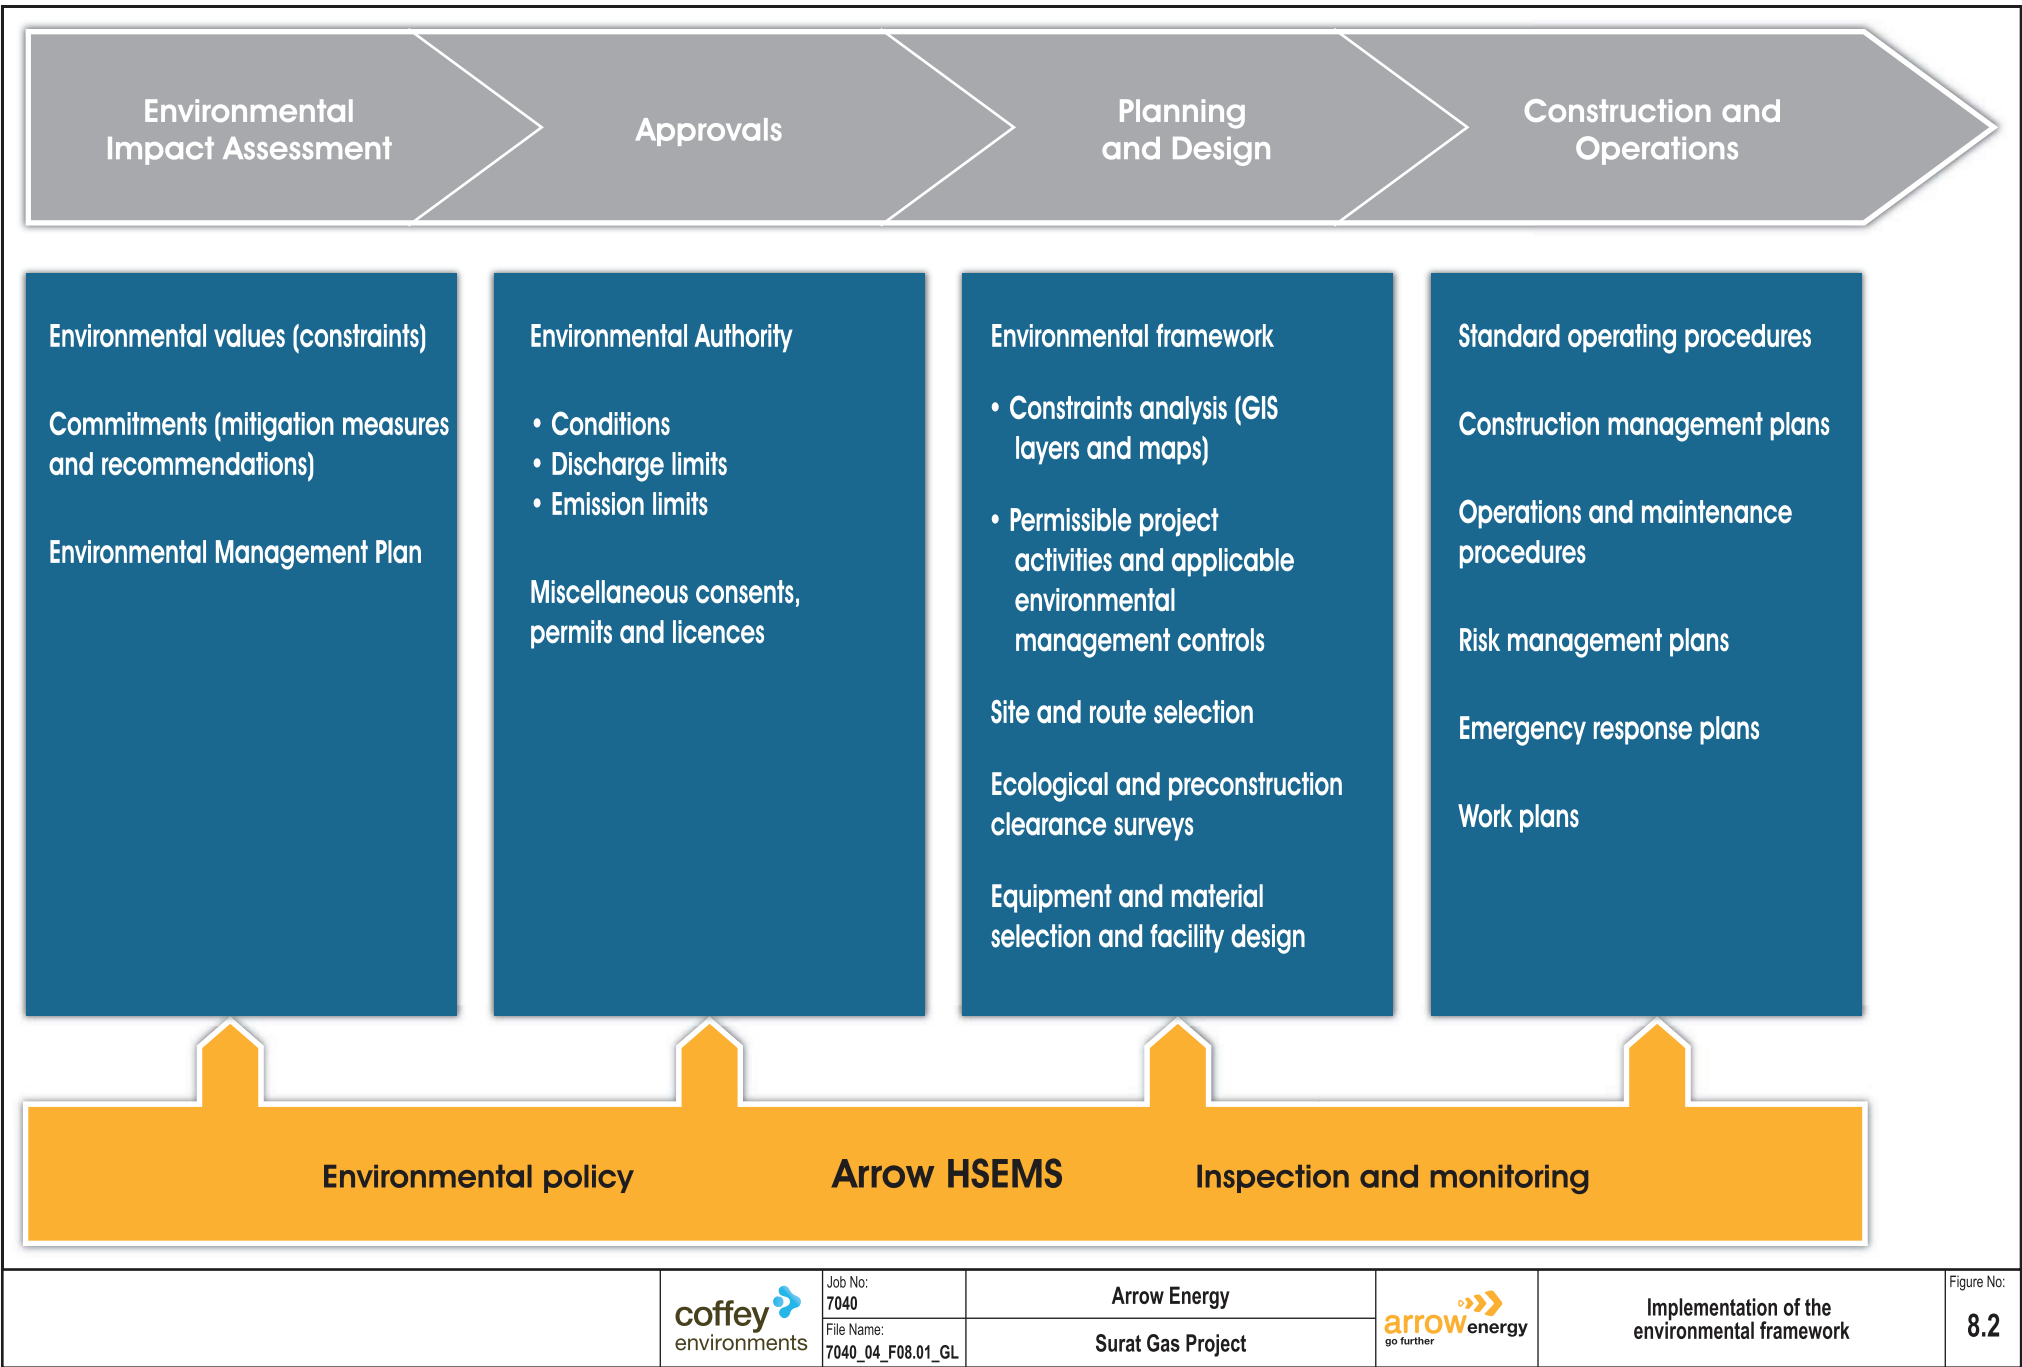 Environmental
Impact Assessment
Approvals
Planning
and Design
Construction and
Operations
Environmental values (constraints)
Commitments (mitigation measures
and recommendations)
Environmental Management Plan
Environmental Authority
• Conditions
• Discharge limits
• Emission limits
Miscellaneous consents,
permits and licences
Environmental framework
• Constraints analysis (GIS
layers and maps)
• Permissible project
activities and applicable
environmental
management controls
Site and route selection
Ecological and preconstruction
clearance surveys
Equipment and material
selection and facility design
Standard operating procedures
Construction management plans
Operations and maintenance
procedures
Risk management plans
Emergency response plans
Work plans
Environmental policy
Arrow HSEMS
Inspection and monitoring
coffey
environments
Job No:
7040
File Name:
7040_04_F08.01_GL
Arrow Energy
Surat Gas Project
arrowenergy
go further
Implementation of the
environmental framework
Figure No:
8.2